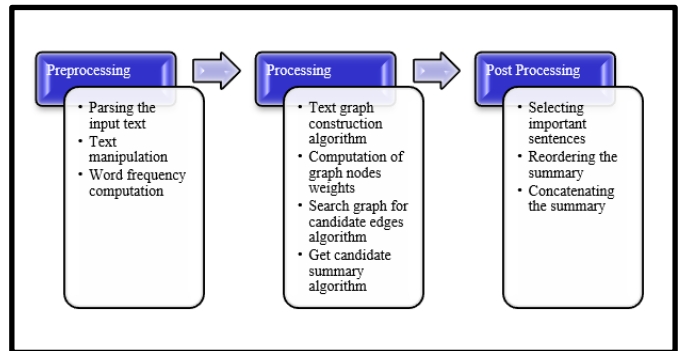 Preprocessing
• Parsing the
input text
• Text
manipulation
• Word frequency
computation
Processing
• Text graph
construction
algorithm
• Computation of
graph nodes
weights
• Search graph for
candidate edges
algorithm
• Get candidate
summary
algorithm
Post Processing
• Selecting
important
sentences
• Reordering the
summary
• Concatenating
the summary